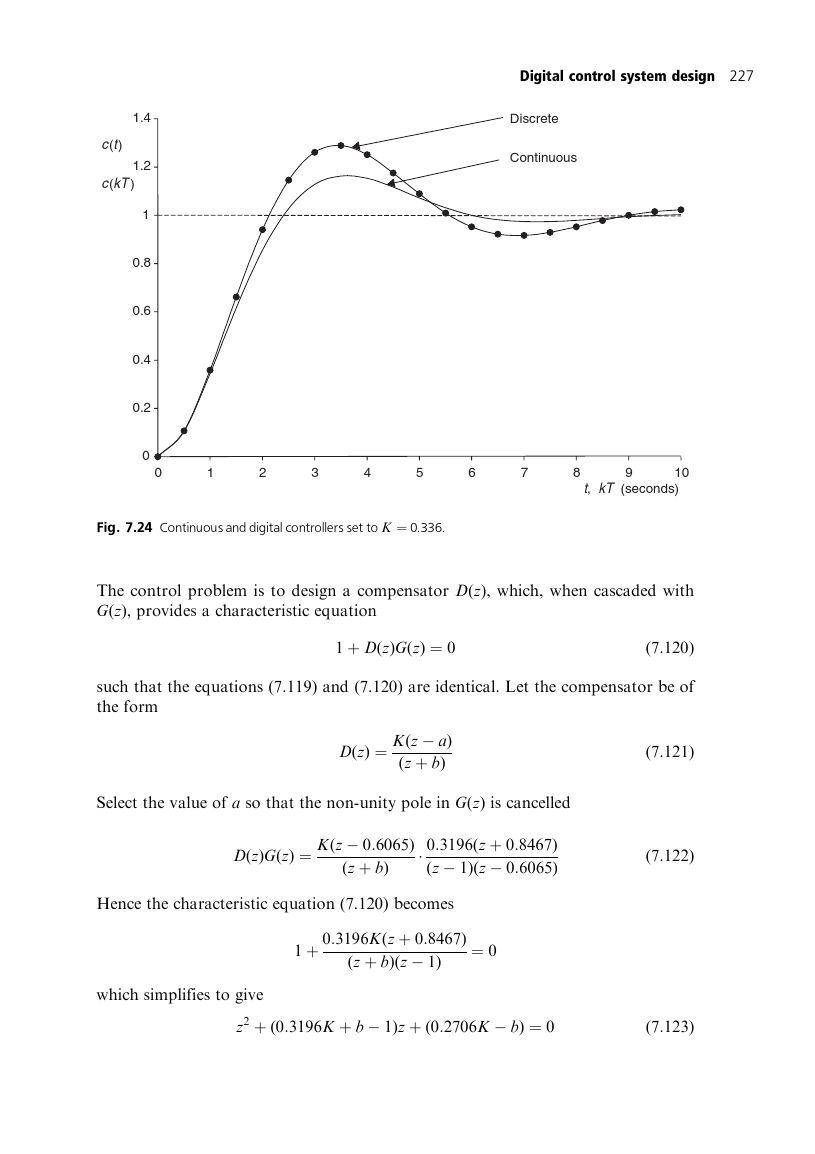 Digital control system design 227
1.4
Discrete
c(t)
Continuous
1.2
c(kT)
1
0.8
0.6
0.4
0.2
0
0 1 2 3 4 5 6 7 8 9 10
t, kT (seconds)
Fig. 7.24 Continuous and digital controllers set to K = 0.336.
The control problem is to design a compensator D(z), which, when cascaded with
G(z), provides a characteristic equation
1 + D(z)G(z) = 0 (7.120)
such that the equations (7.119) and (7.120) are identical. Let the compensator be of
the form
D(z) = K(z − a) / (z + b) (7.121)
Select the value of a so that the non-unity pole in G(z) is cancelled
D(z)G(z) = K(z − 0.6065) / (z + b) · 0.3196(z + 0.8467) / (z − 1)(z − 0.6065) (7.122)
Hence the characteristic equation (7.120) becomes
1 + 0.3196K(z + 0.8467) / (z + b)(z − 1) = 0
which simplifies to give
z² + (0.3196K + b − 1)z + (0.2706K − b) = 0 (7.123)